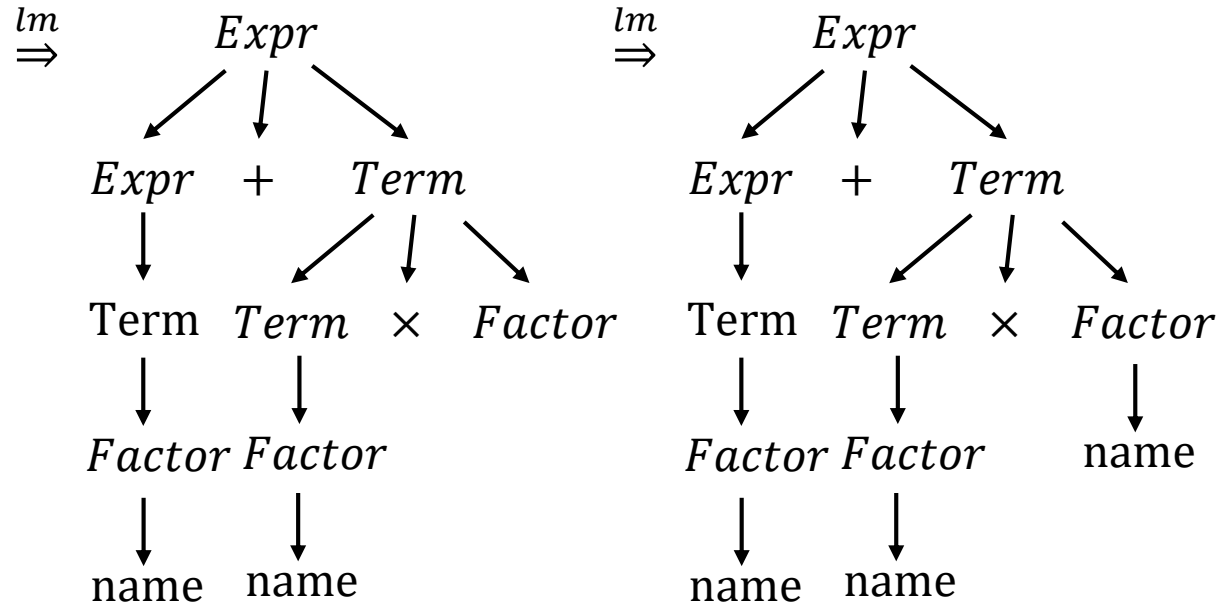 lm
⇒ Expr
Expr + Term
Term Term × Factor
Factor Factor
name name
lm
⇒ Expr
Expr + Term
Term Term × Factor
Factor Factor name
name name